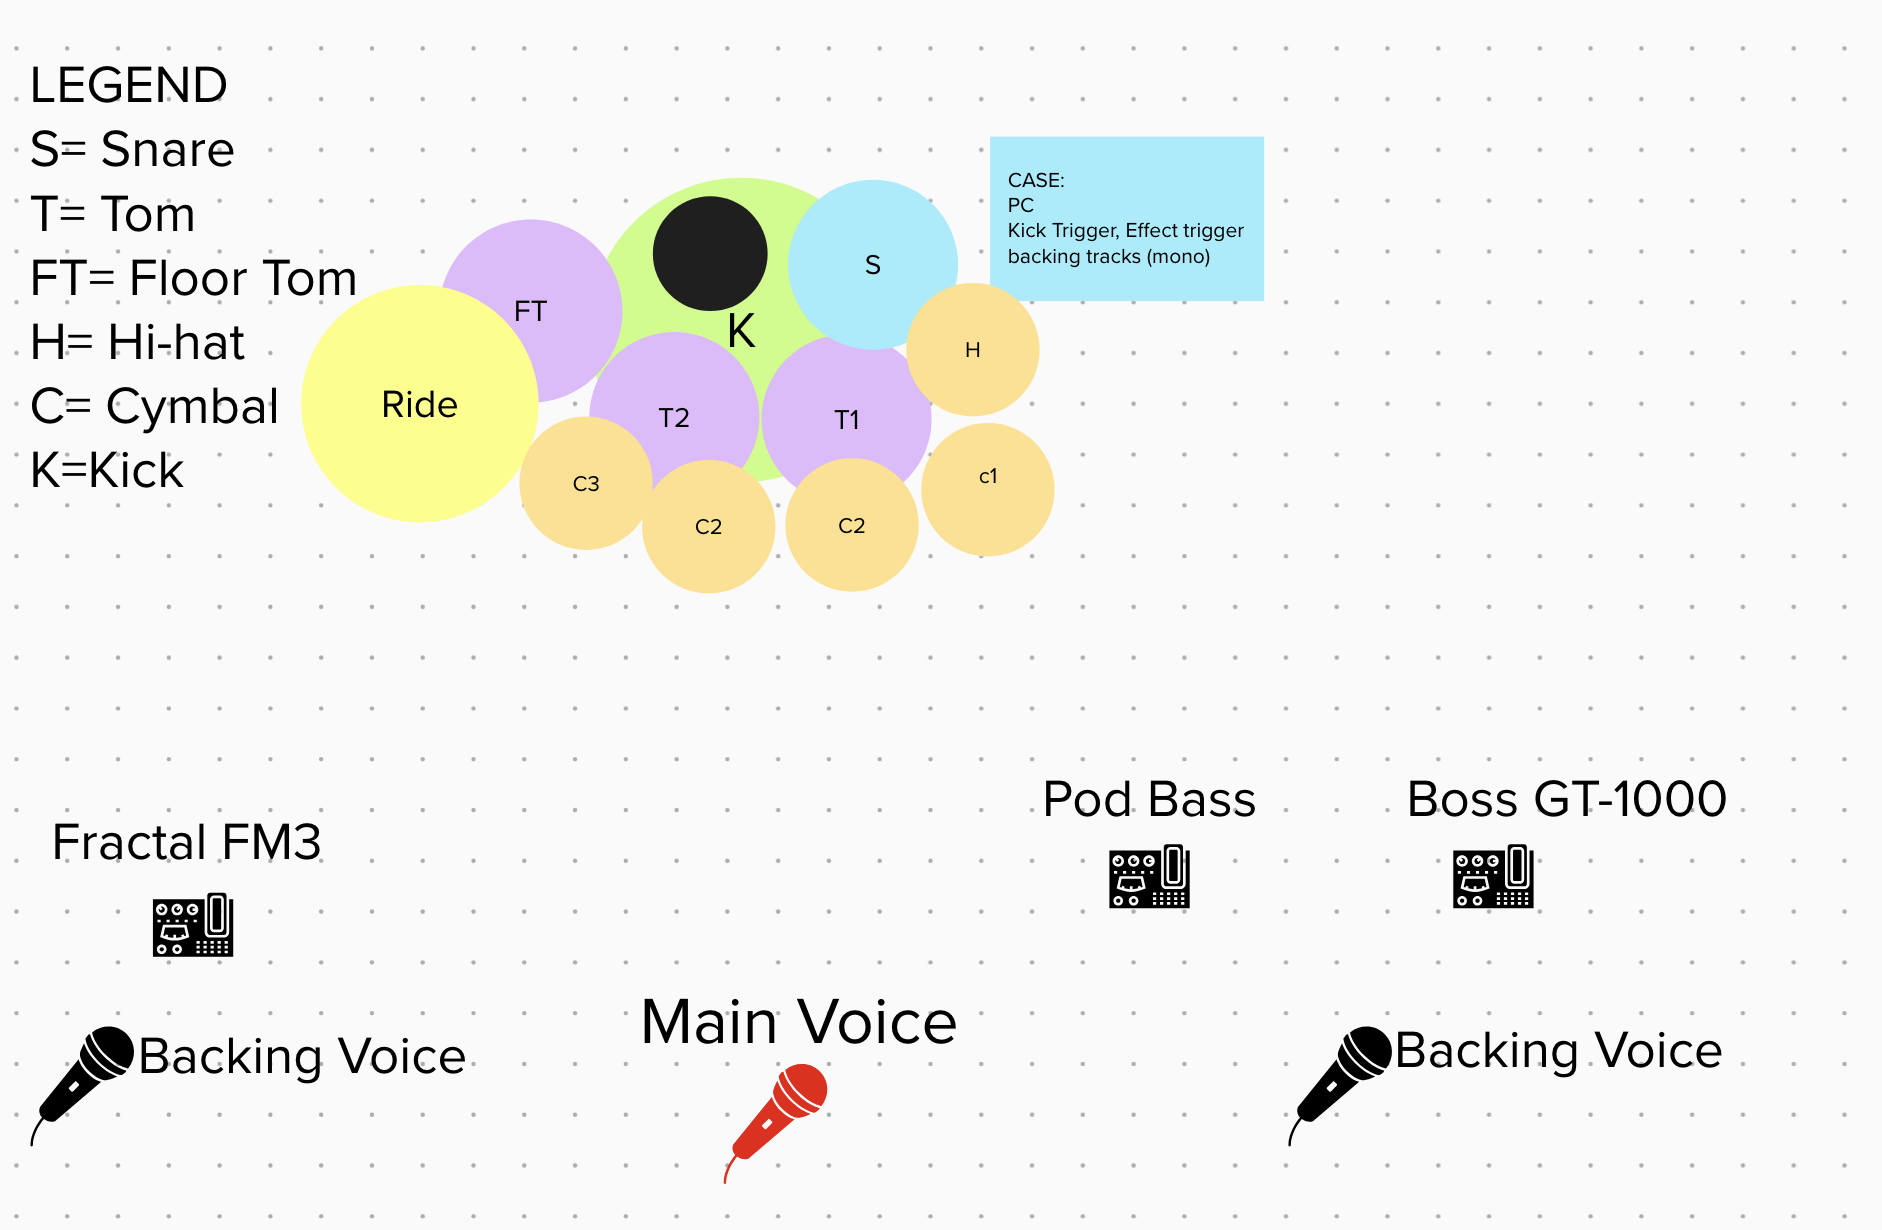 LEGEND
S= Snare
T= Tom
FT= Floor Tom
H= Hi-hat
C= Cymbal
K=Kick
CASE:
PC
Kick Trigger, Effect trigger
backing tracks (mono)
S
FT
K
H
Ride
T2
T1
C3
C2
C2
c1
Pod Bass
Boss GT-1000
Fractal FM3
Main Voice
Backing Voice
Backing Voice